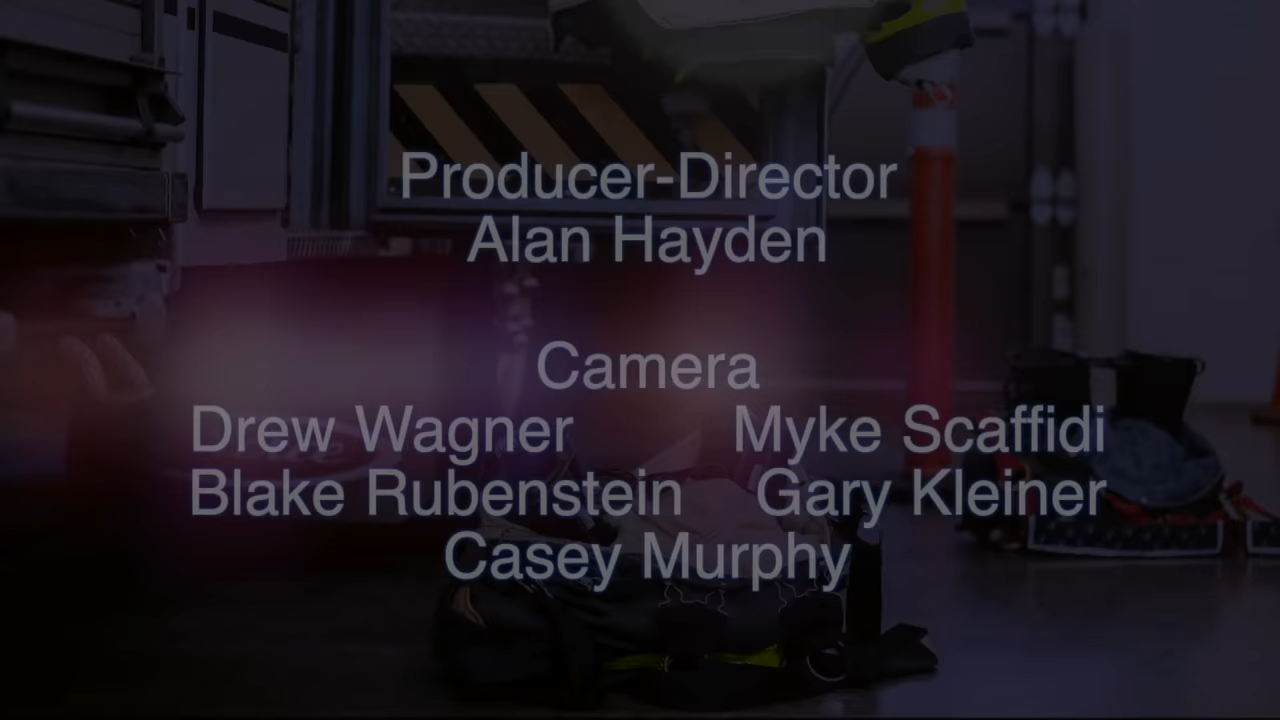 Producer-Director
Alan Hayden
Camera
Drew Wagner Myke Scaffidi
Blake Rubenstein Gary Kleiner
Casey Murphy